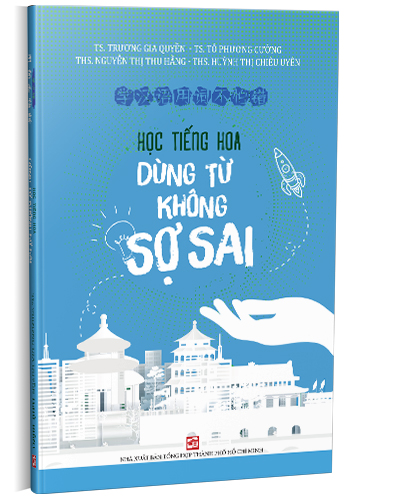 TS. TRƯƠNG GIA QUYỀN - TS. TÔ PHƯƠNG CƯỜNG
THS. NGUYỄN THỊ THU HẰNG - THS. HUỲNH THỊ CHIÊU UYÊN
学汉语用词不怕错
HỌC TIẾNG HOA
DÙNG TỪ
KHÔNG
SỢ SAI
NHÀ XUẤT BẢN TỔNG HỢP THÀNH PHỐ HỒ CHÍ MINH